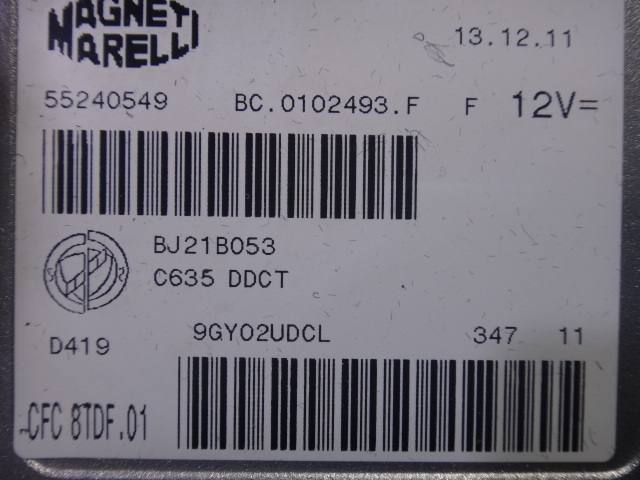 MAGNETI
MARELLI
13.12.11
55240549 BC.0102493.F F 12V=
BJ21B053
C635 DDCT
9GY02UDCL 347 11
D419
CFC 8TDF.01